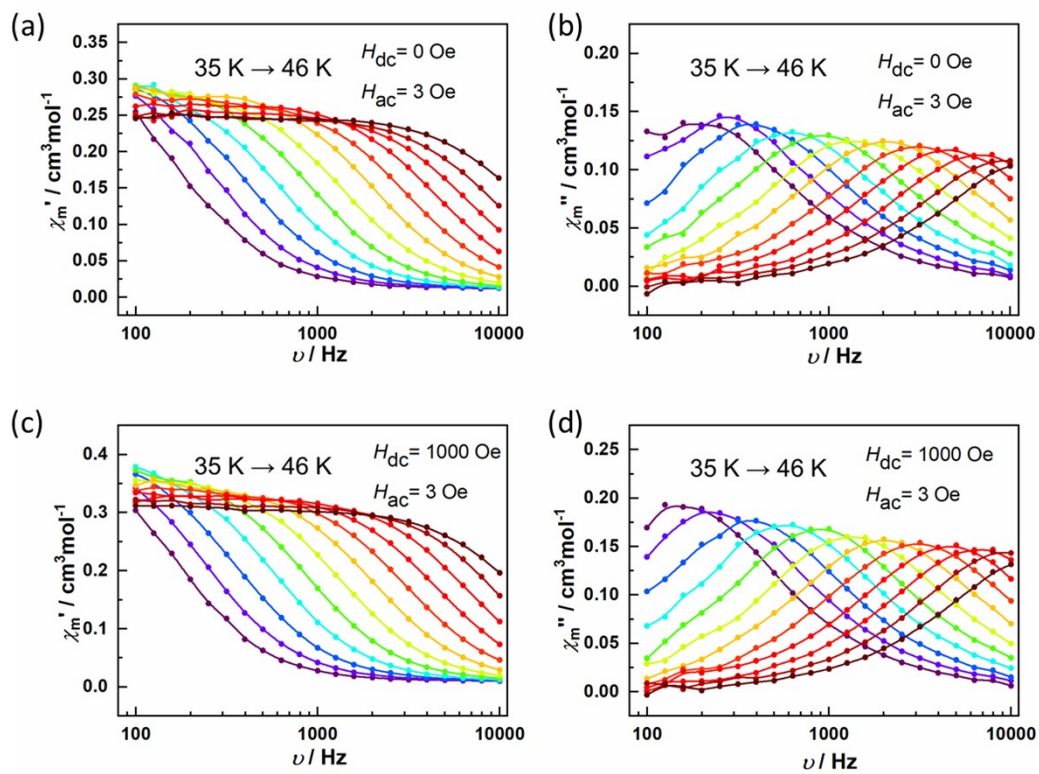 (a)
0.35
0.30
0.25
0.20
0.15
0.10
0.05
0.00
χm' / cm³mol⁻¹
35 K → 46 K
Hdc= 0 Oe
Hac= 3 Oe
100
1000
10000
υ / Hz
(b)
0.20
0.15
0.10
0.05
0.00
χm'' / cm³mol⁻¹
35 K → 46 K
Hdc= 0 Oe
Hac= 3 Oe
100
1000
10000
υ / Hz
(c)
0.4
0.3
0.2
0.1
0.0
χm' / cm³mol⁻¹
35 K → 46 K
Hdc= 1000 Oe
Hac= 3 Oe
100
1000
10000
υ / Hz
(d)
0.25
0.20
0.15
0.10
0.05
0.00
χm'' / cm³mol⁻¹
35 K → 46 K
Hdc= 1000 Oe
Hac= 3 Oe
100
1000
10000
υ / Hz